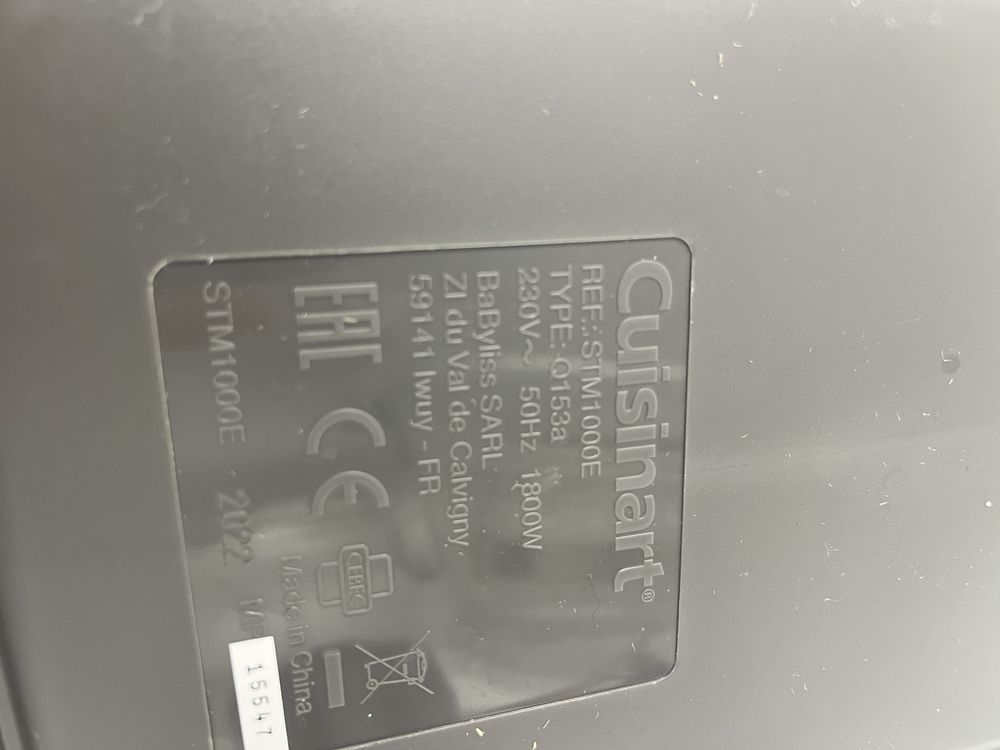 Cuisinart®
REF.: STM1000E
TYPE: O153a
230V~ 50Hz 1800W
BaByliss SARL
ZI du Val de Calvigny,
59141 Iwuy - FR
EAC CE CEBEC
Made in China
STM1000E 2022
15547